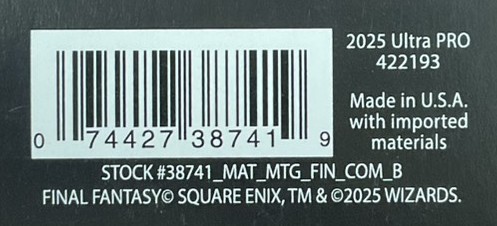 2025 Ultra PRO
422193
Made in U.S.A.
with imported
materials
0 74427 38741 9
STOCK #38741_MAT_MTG_FIN_COM_B
FINAL FANTASY© SQUARE ENIX, TM & ©2025 WIZARDS.